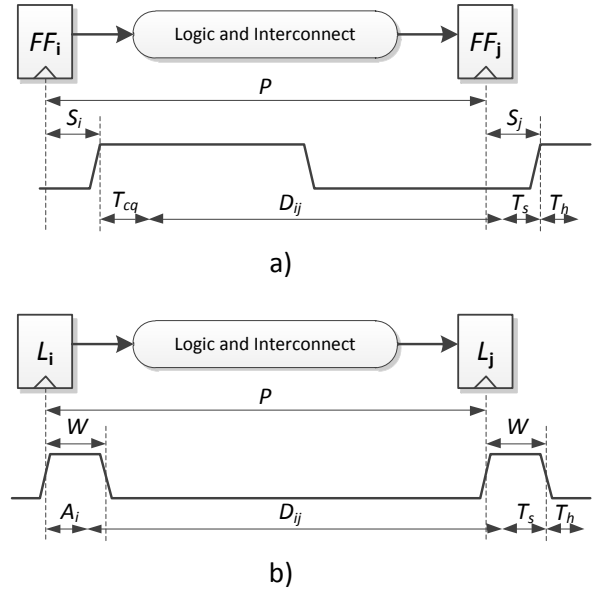 FFi Logic and Interconnect FFj
P
Si Sj
Tcq Dij Ts Th
a)
Li Logic and Interconnect Lj
P
W W
Ai Dij Ts Th
b)